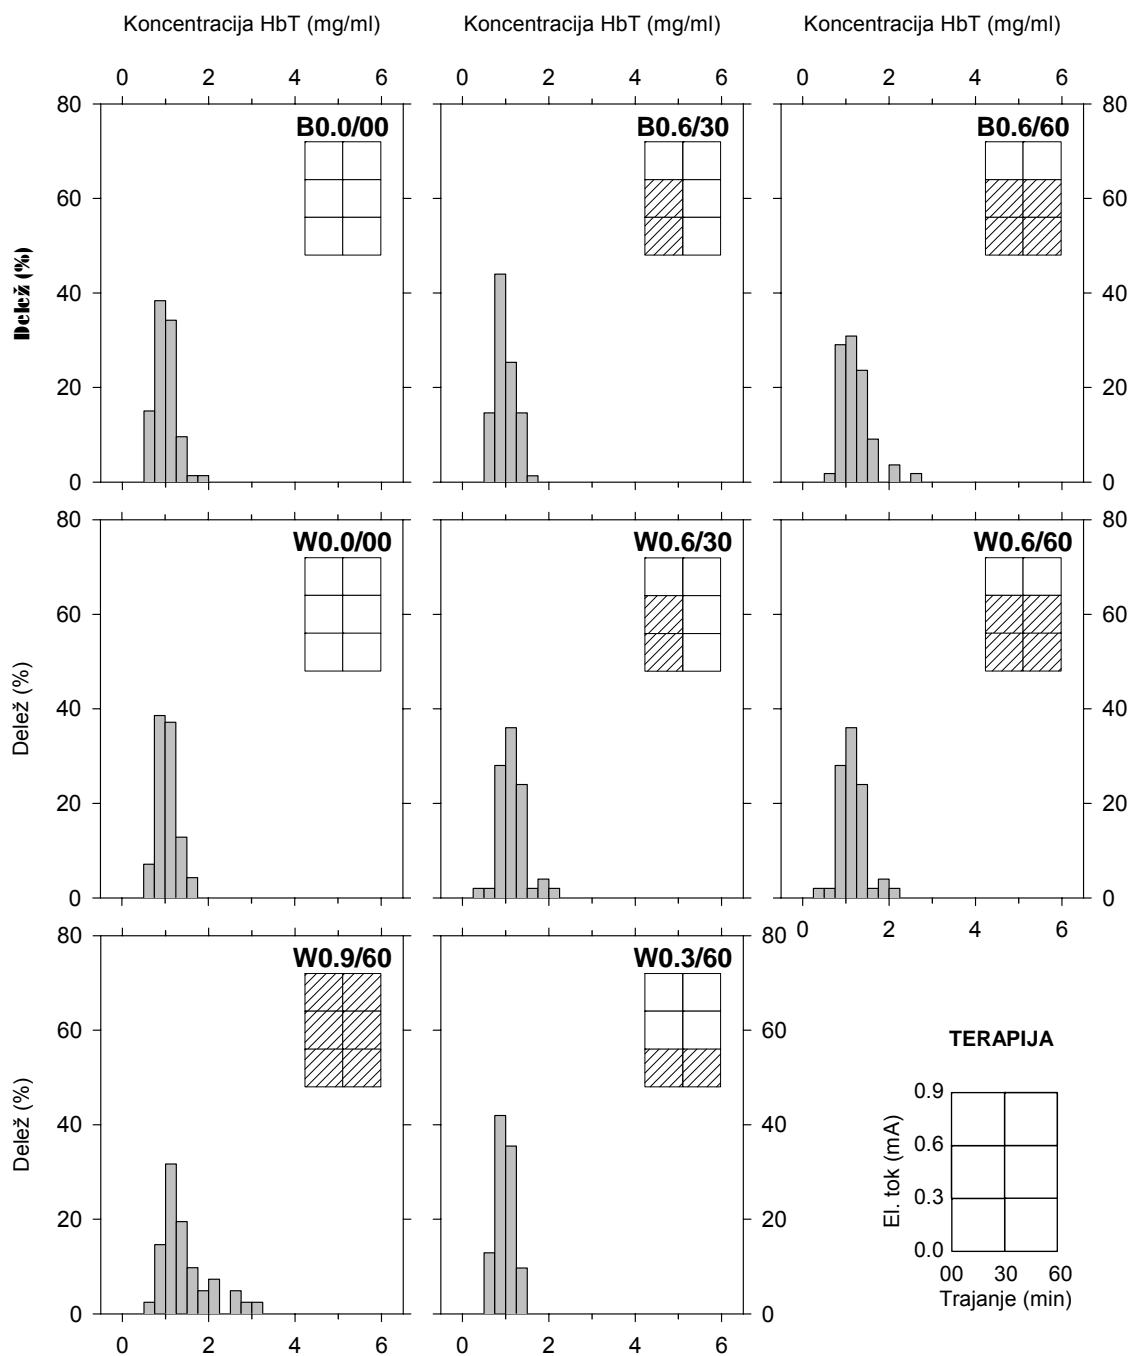 Koncentracija HbT (mg/ml) Koncentracija HbT (mg/ml) Koncentracija HbT (mg/ml)
0 2 4 6 0 2 4 6 0 2 4 6
80 B0.0/00 B0.6/30 B0.6/60 80
60 60
Delež (%)
40 40
20 20
0 0
80 W0.0/00 W0.6/30 W0.6/60 80
60 60
Delež (%)
40 40
20 20
0 0
0 2 4 6
80 W0.9/60 W0.3/60 80
60 60
Delež (%)
40 40
20 20
0 0
0 2 4 6 0 2 4 6
TERAPIJA
El. tok (mA)
0.9
0.6
0.3
0.0
00 30 60
Trajanje (min)